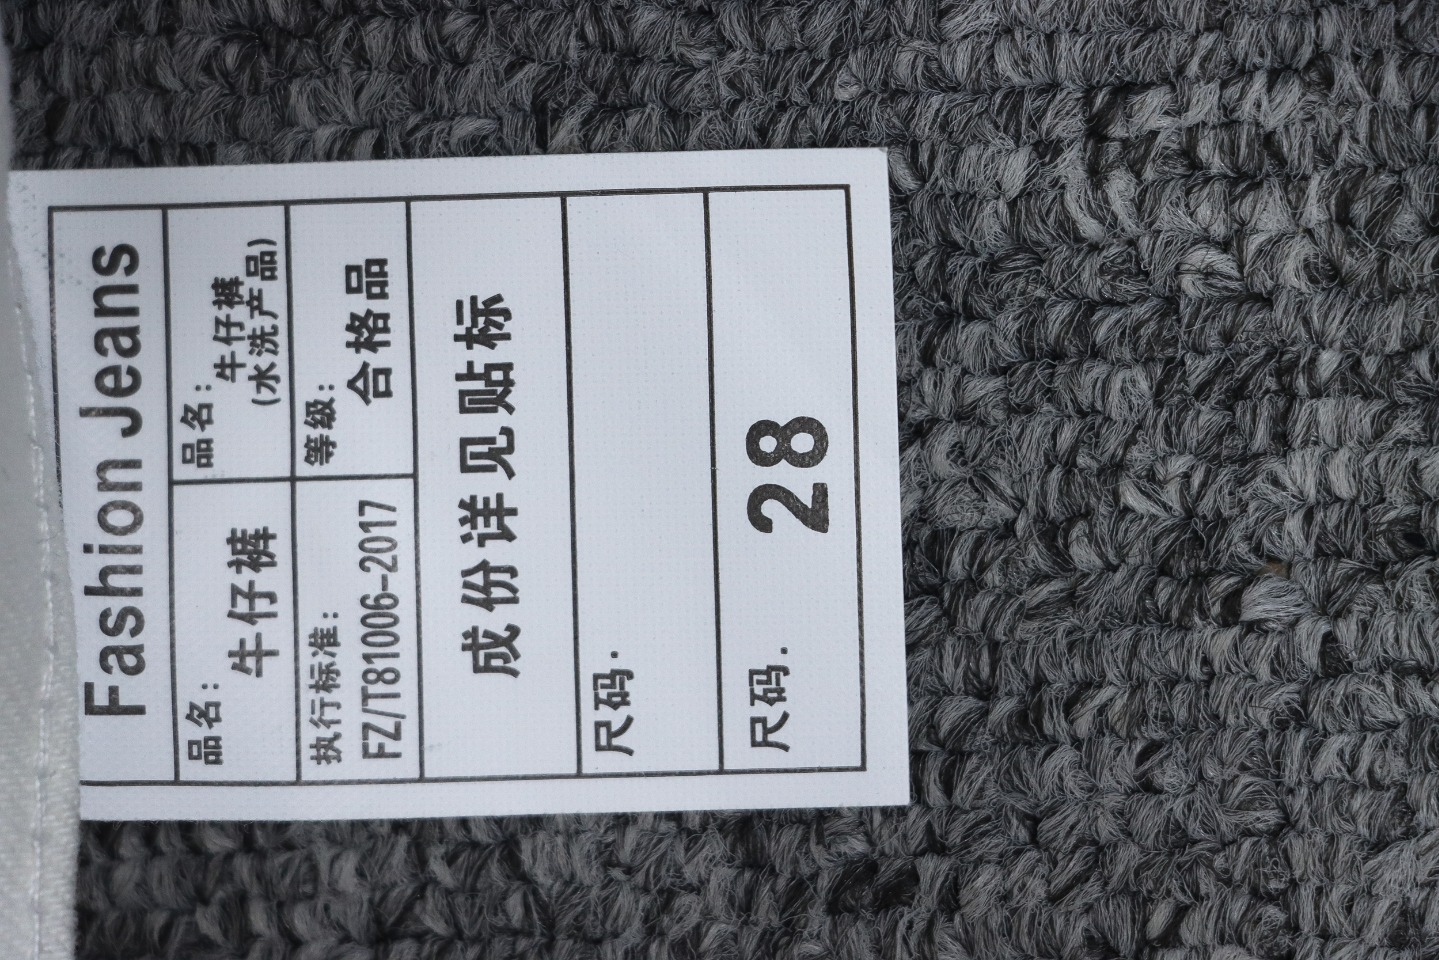 Fashion Jeans
品名:
牛仔裤
品名:
牛仔裤
(水洗产品)
执行标准:
FZ/T81006-2017
等级:
合格品
成份详见贴标
尺码.
尺码.
28